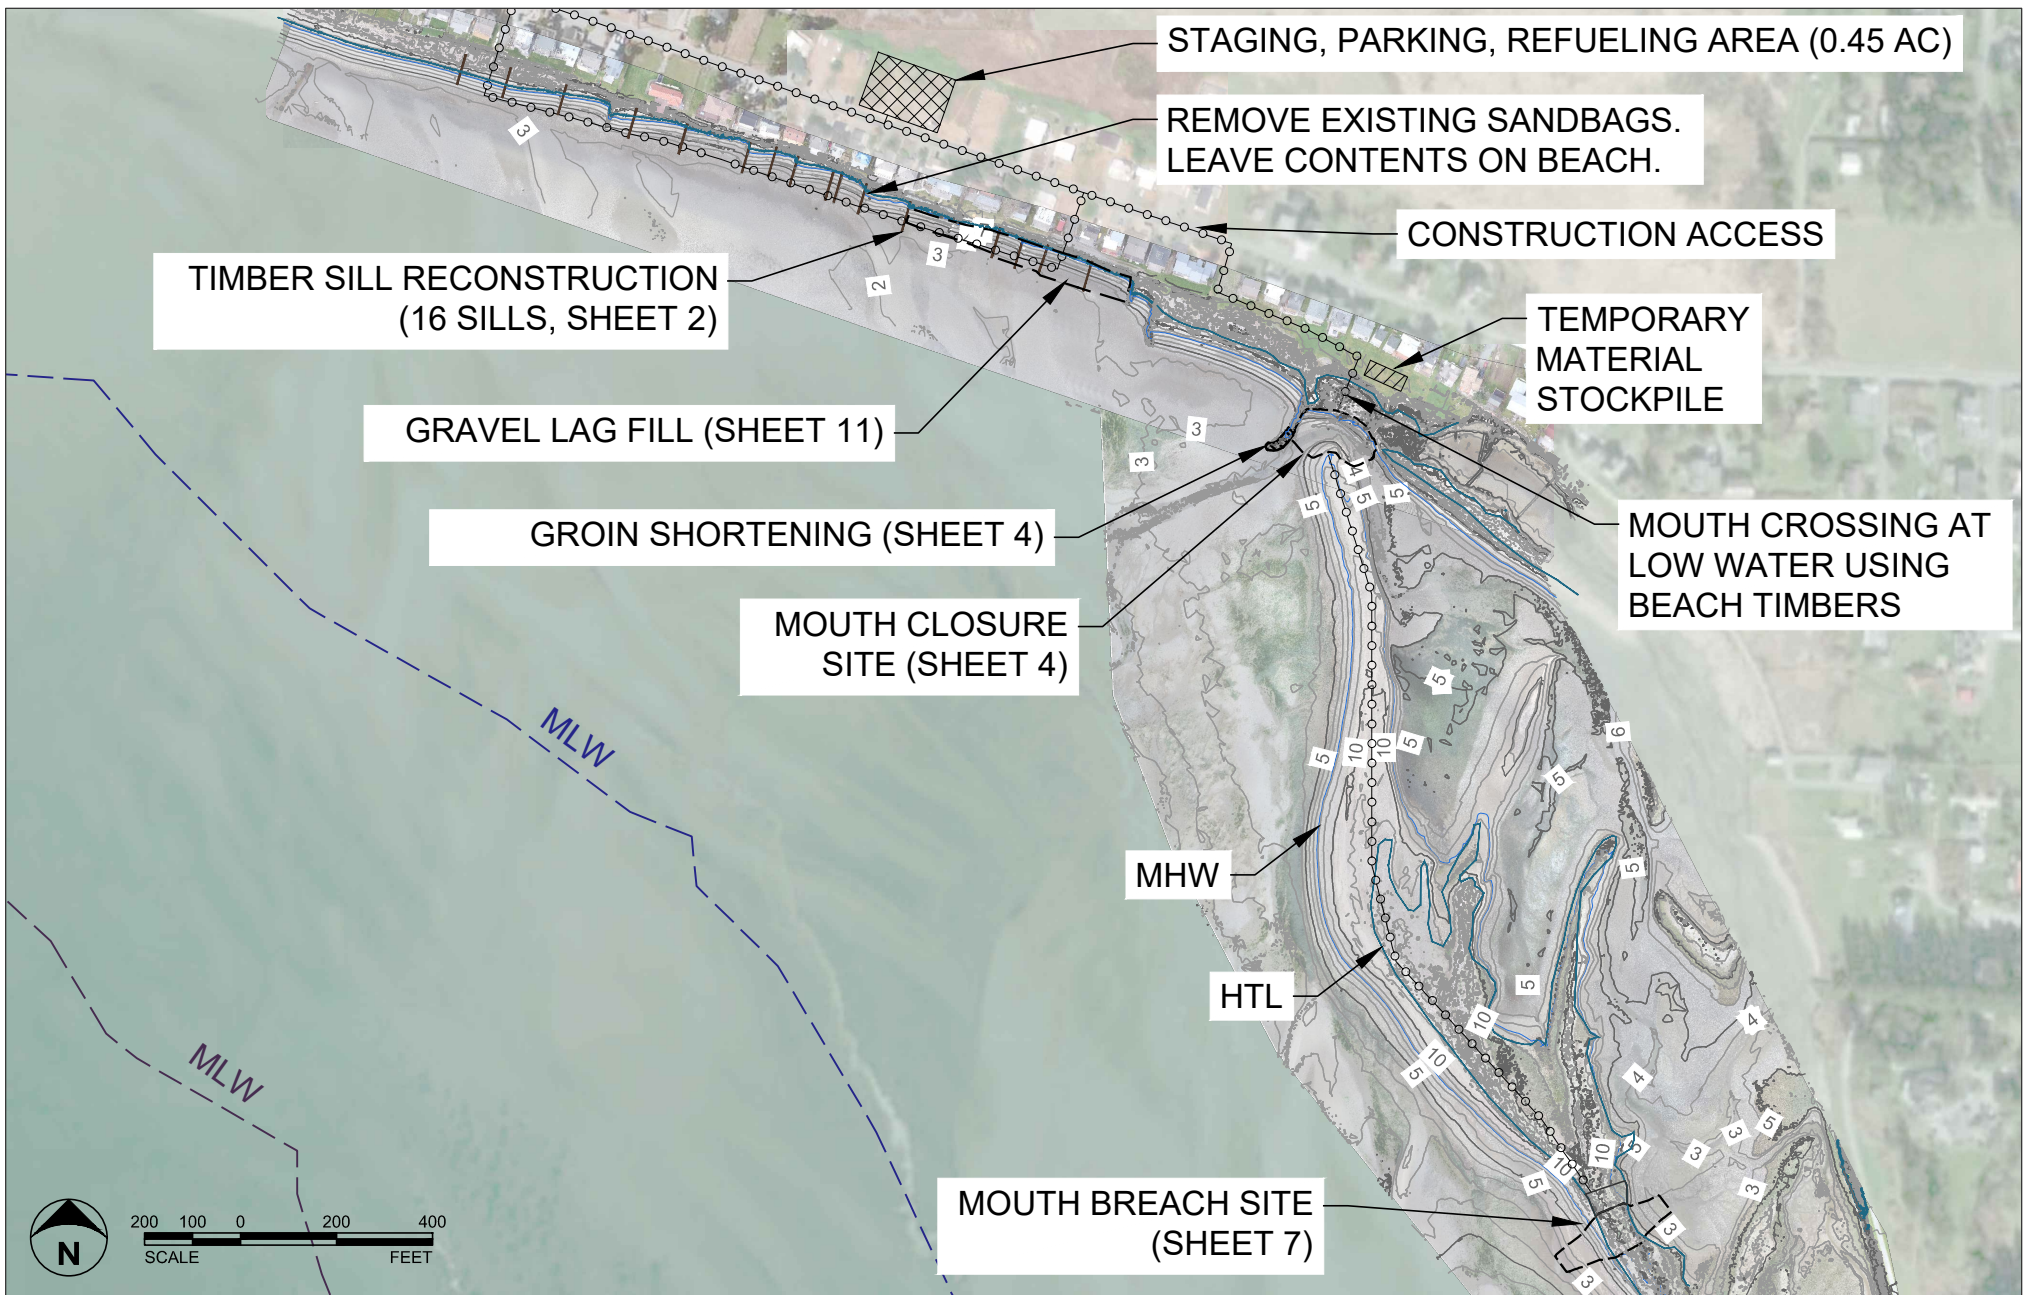 STAGING, PARKING, REFUELING AREA (0.45 AC)
REMOVE EXISTING SANDBAGS.
LEAVE CONTENTS ON BEACH.
CONSTRUCTION ACCESS
TIMBER SILL RECONSTRUCTION
(16 SILLS, SHEET 2)
TEMPORARY
MATERIAL
STOCKPILE
GRAVEL LAG FILL (SHEET 11)
GROIN SHORTENING (SHEET 4)
MOUTH CROSSING AT
LOW WATER USING
BEACH TIMBERS
MOUTH CLOSURE
SITE (SHEET 4)
MLW
MHW
HTL
MLW
MOUTH BREACH SITE
(SHEET 7)
N
200 100 0 200 400
SCALE FEET
3
3
2
3
3
4
5
5
5
5
5
10
10
5
6
5
5
5
10
10
5
4
4
3
3
5
3
10
5
10
5
3
3